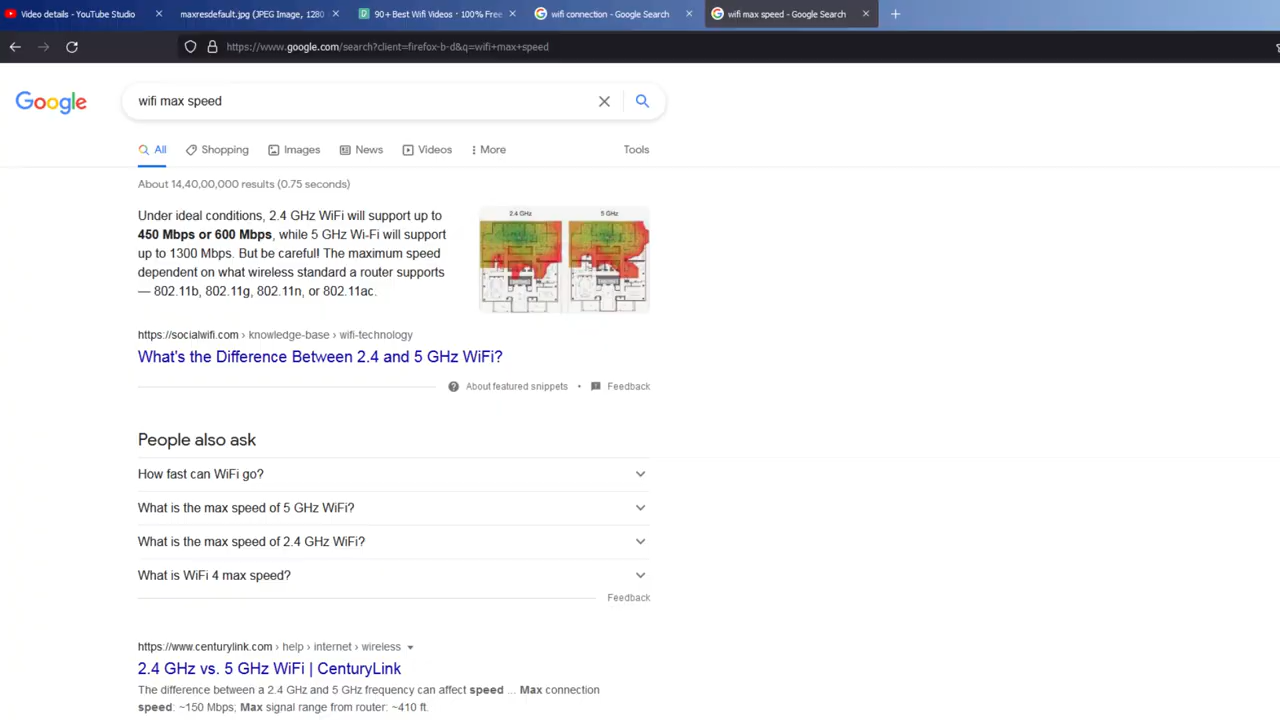 Video details - YouTube Studio
maxresdefault.jpg (JPEG Image, 1280
90+ Best Wifi Videos · 100% Free
wifi connection - Google Search
wifi max speed - Google Search
https://www.google.com/search?client=firefox-b-d&q=wifi+max+speed
Google
wifi max speed
All
Shopping
Images
News
Videos
More
Tools
About 14,40,00,000 results (0.75 seconds)
Under ideal conditions, 2.4 GHz WiFi will support up to
450 Mbps or 600 Mbps, while 5 GHz Wi-Fi will support
up to 1300 Mbps. But be careful! The maximum speed
dependent on what wireless standard a router supports
— 802.11b, 802.11g, 802.11n, or 802.11ac.
2.4 GHz
5 GHz
https://socialwifi.com › knowledge-base › wifi-technology
What's the Difference Between 2.4 and 5 GHz WiFi?
About featured snippets • Feedback
People also ask
How fast can WiFi go?
What is the max speed of 5 GHz WiFi?
What is the max speed of 2.4 GHz WiFi?
What is WiFi 4 max speed?
Feedback
https://www.centurylink.com › help › internet › wireless
2.4 GHz vs. 5 GHz WiFi | CenturyLink
The difference between a 2.4 GHz and 5 GHz frequency can affect speed ... Max connection
speed: ~150 Mbps; Max signal range from router: ~410 ft.